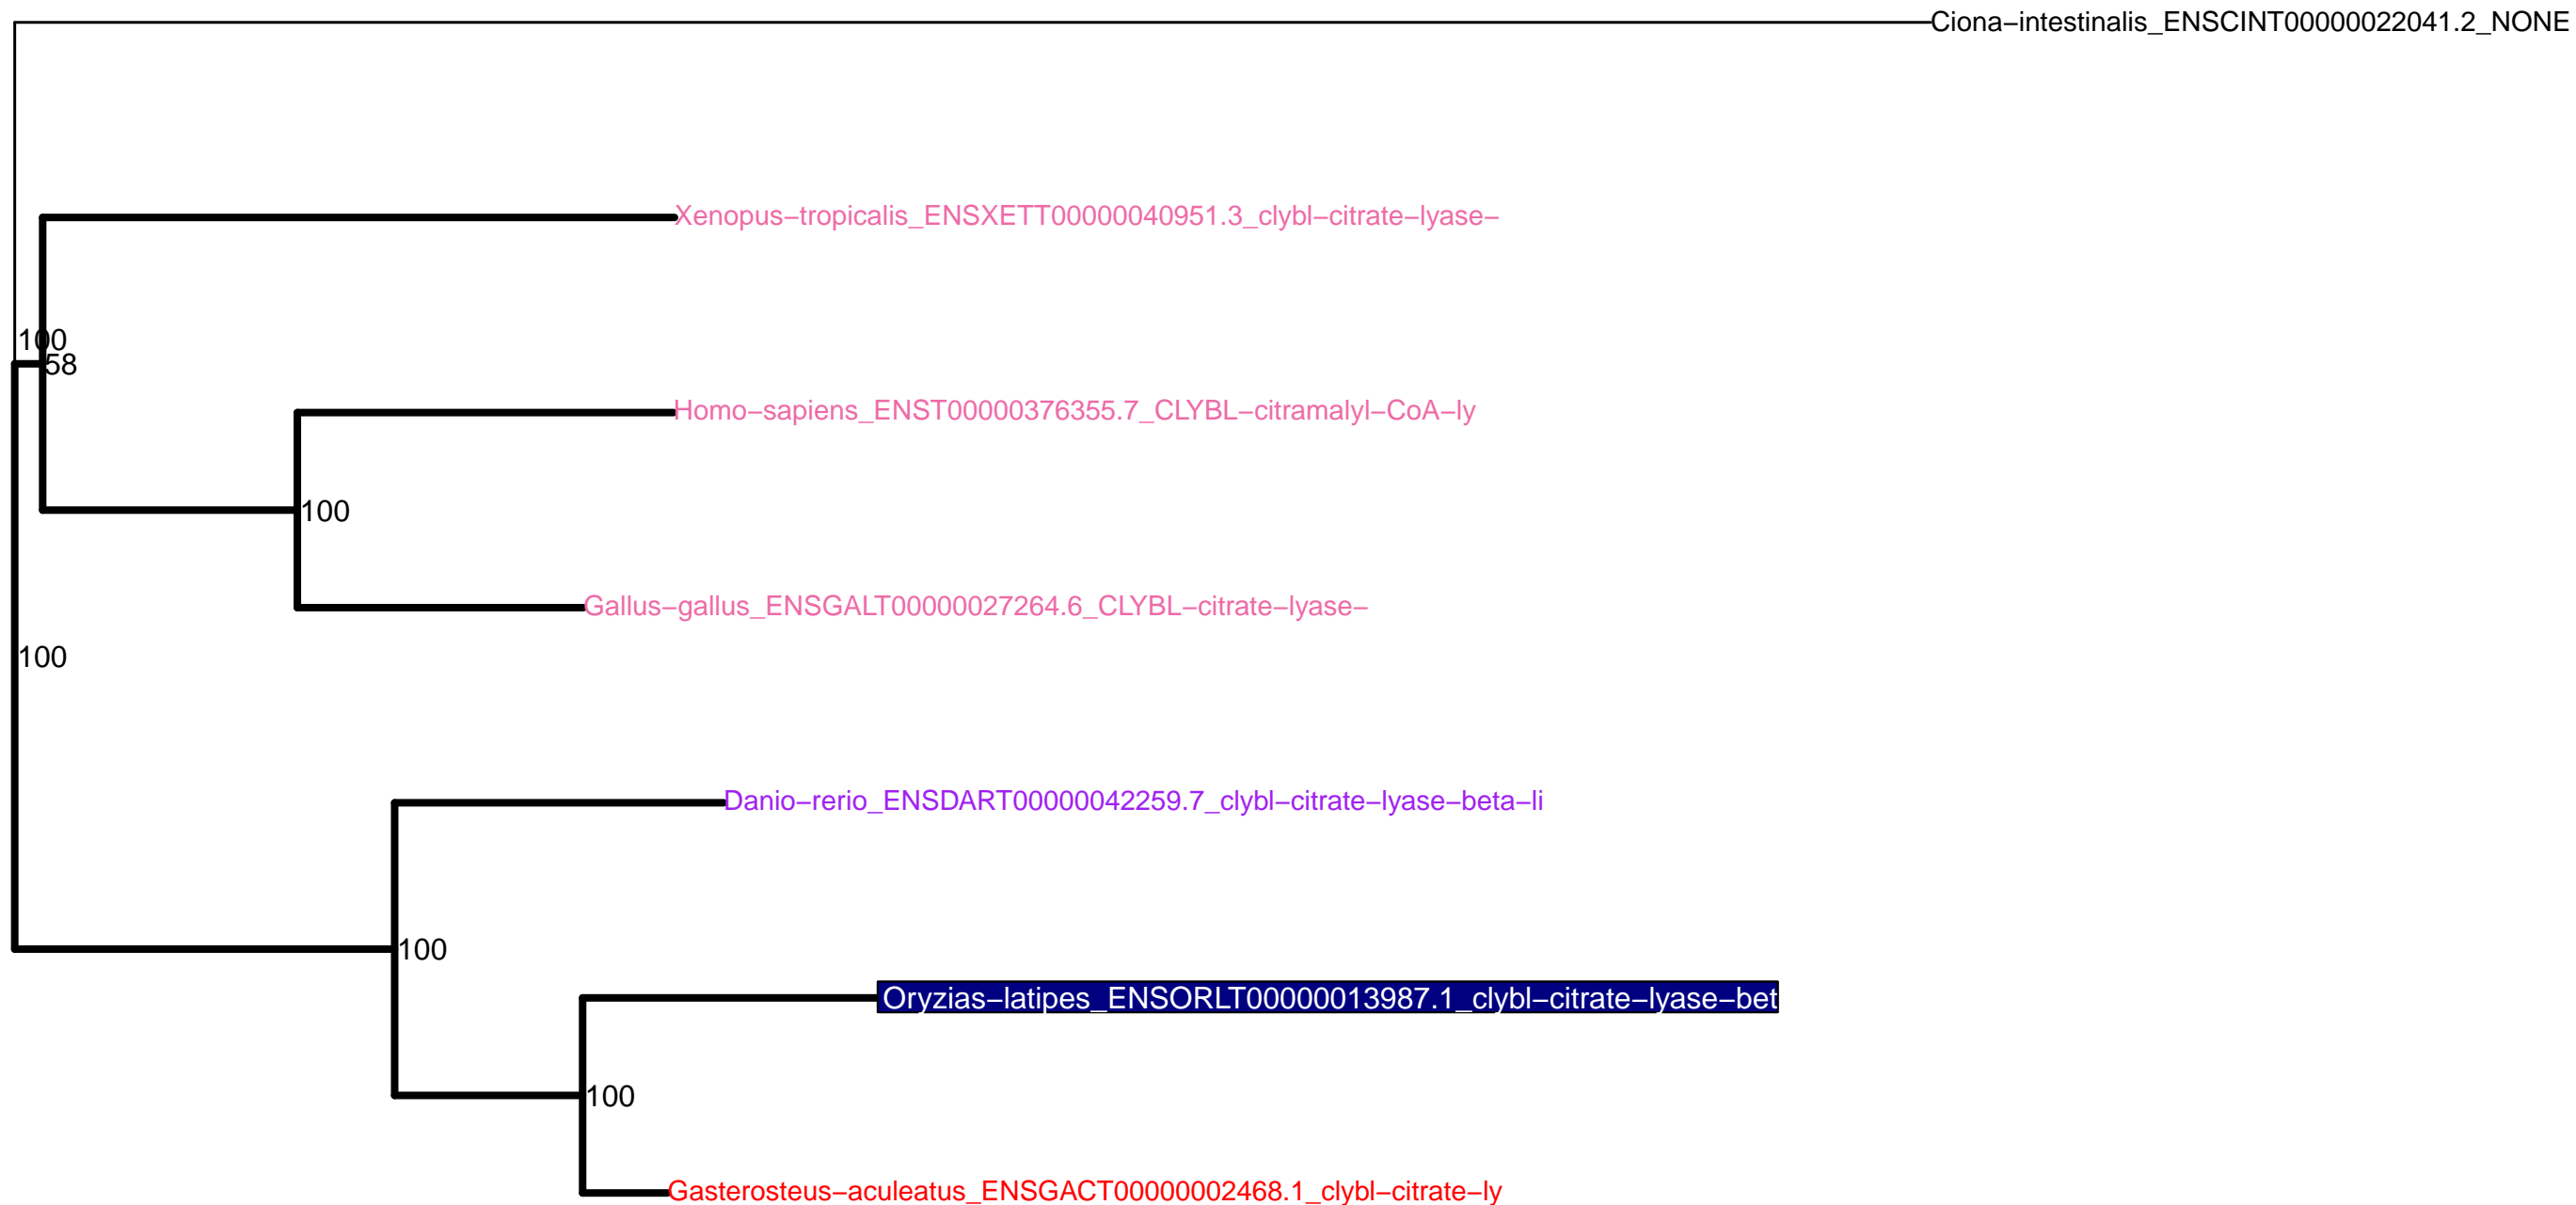 Ciona−intestinalis_ENSCINT00000022041.2_NONE
Xenopus−tropicalis_ENSXETT00000040951.3_clybl−citrate−lyase−
100
58
Homo−sapiens_ENST00000376355.7_CLYBL−citramalyl−CoA−ly
100
Gallus−gallus_ENSGALT00000027264.6_CLYBL−citrate−lyase−
100
Danio−rerio_ENSDART00000042259.7_clybl−citrate−lyase−beta−li
100
Oryzias−latipes_ENSORLT00000013987.1_clybl−citrate−lyase−bet
100
Gasterosteus−aculeatus_ENSGACT00000002468.1_clybl−citrate−ly